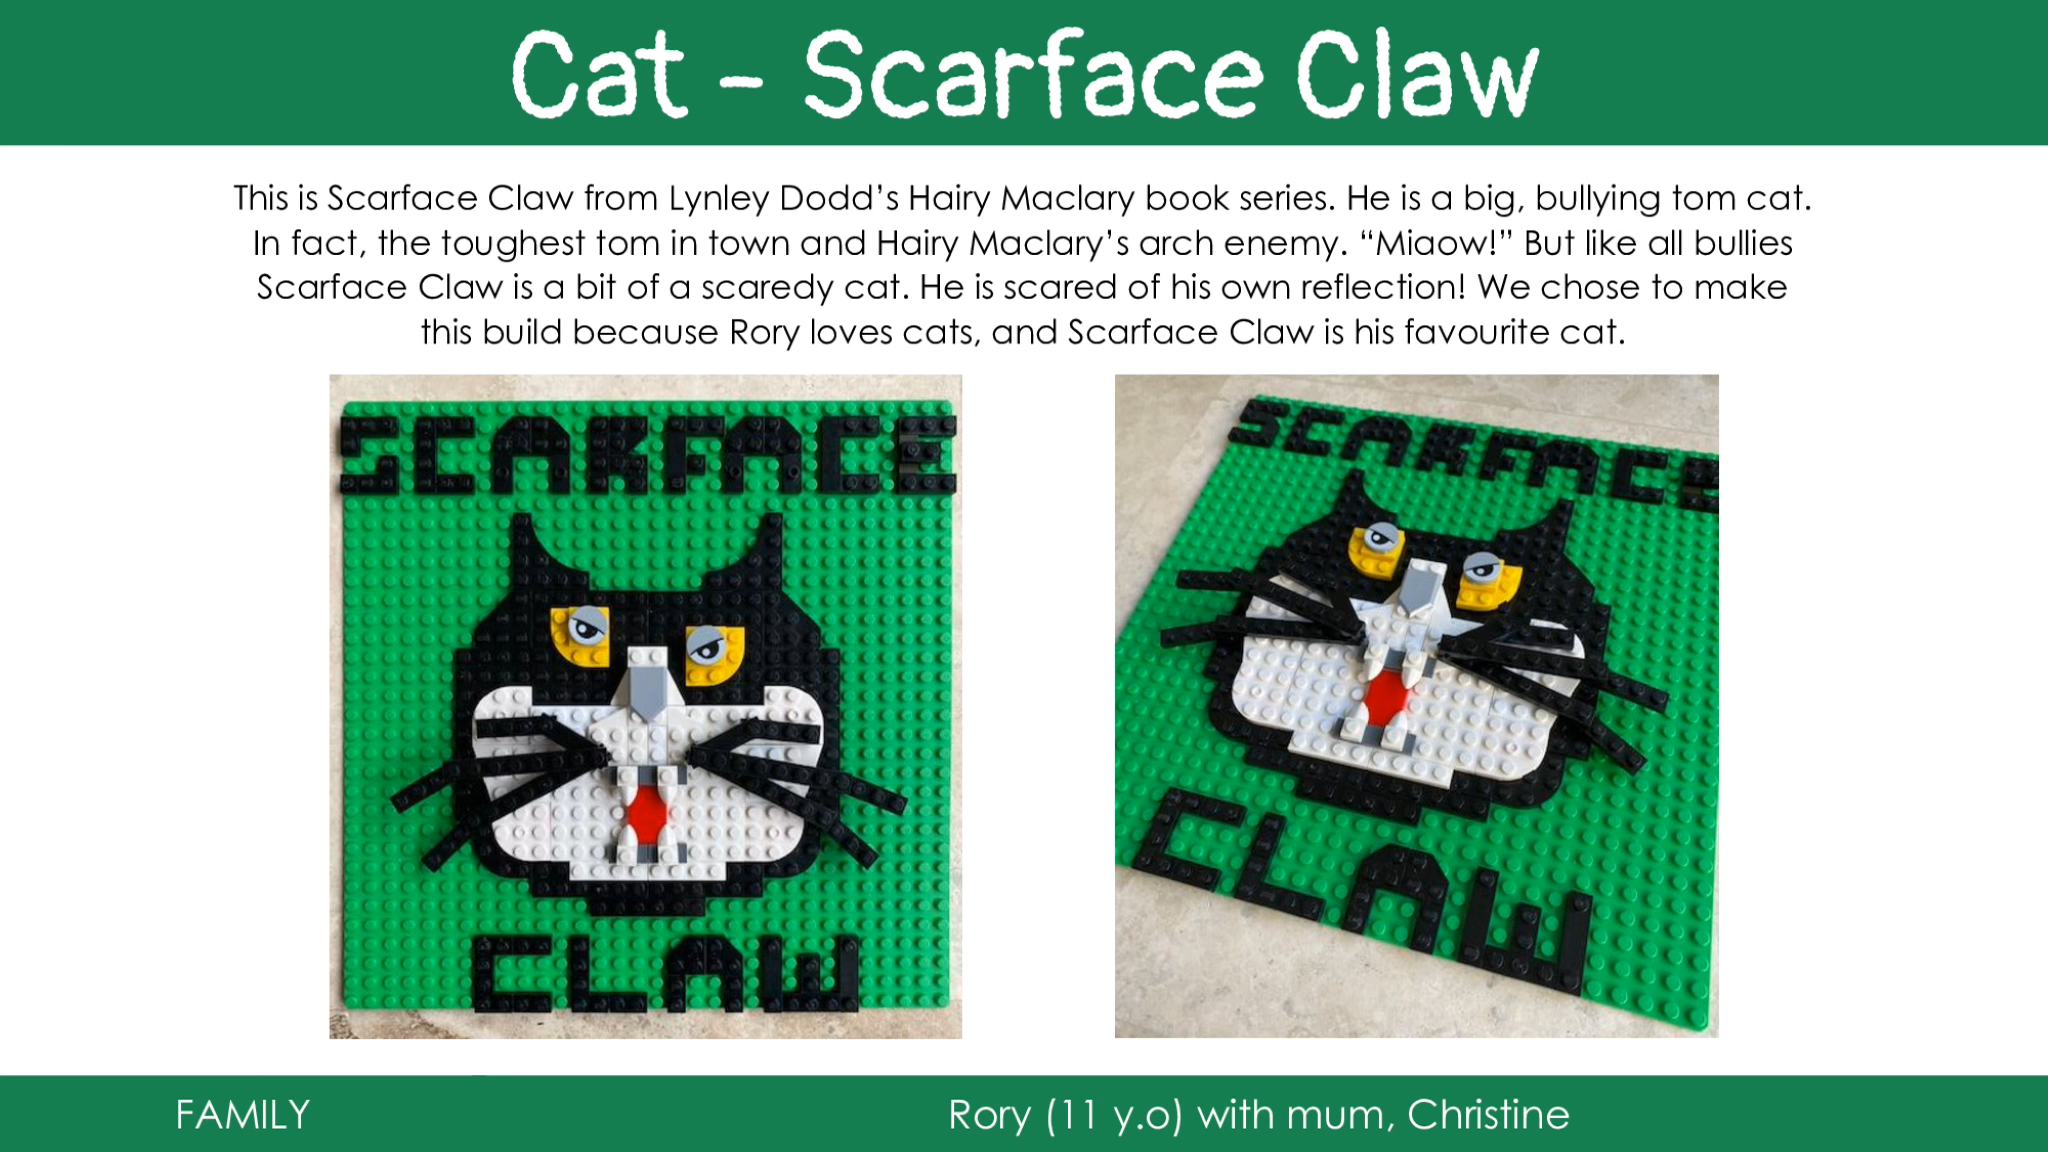 Cat - Scarface Claw
This is Scarface Claw from Lynley Dodd’s Hairy Maclary book series. He is a big, bullying tom cat.
In fact, the toughest tom in town and Hairy Maclary’s arch enemy. “Miaow!” But like all bullies
Scarface Claw is a bit of a scaredy cat. He is scared of his own reflection! We chose to make
this build because Rory loves cats, and Scarface Claw is his favourite cat.
SCARFACE
CLAW
SCARFACE
CLAW
FAMILY
Rory (11 y.o) with mum, Christine